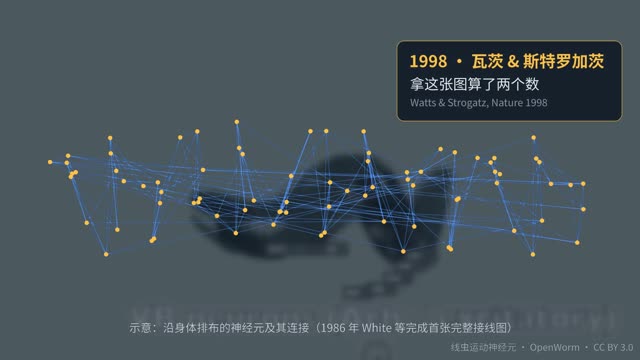 1998 · 瓦茨 & 斯特罗加茨
拿这张图算了两个数
Watts & Strogatz, Nature 1998
示意：沿身体排布的神经元及其连接（1986 年 White 等完成首张完整接线图）
线虫运动神经元 · OpenWorm · CC BY 3.0